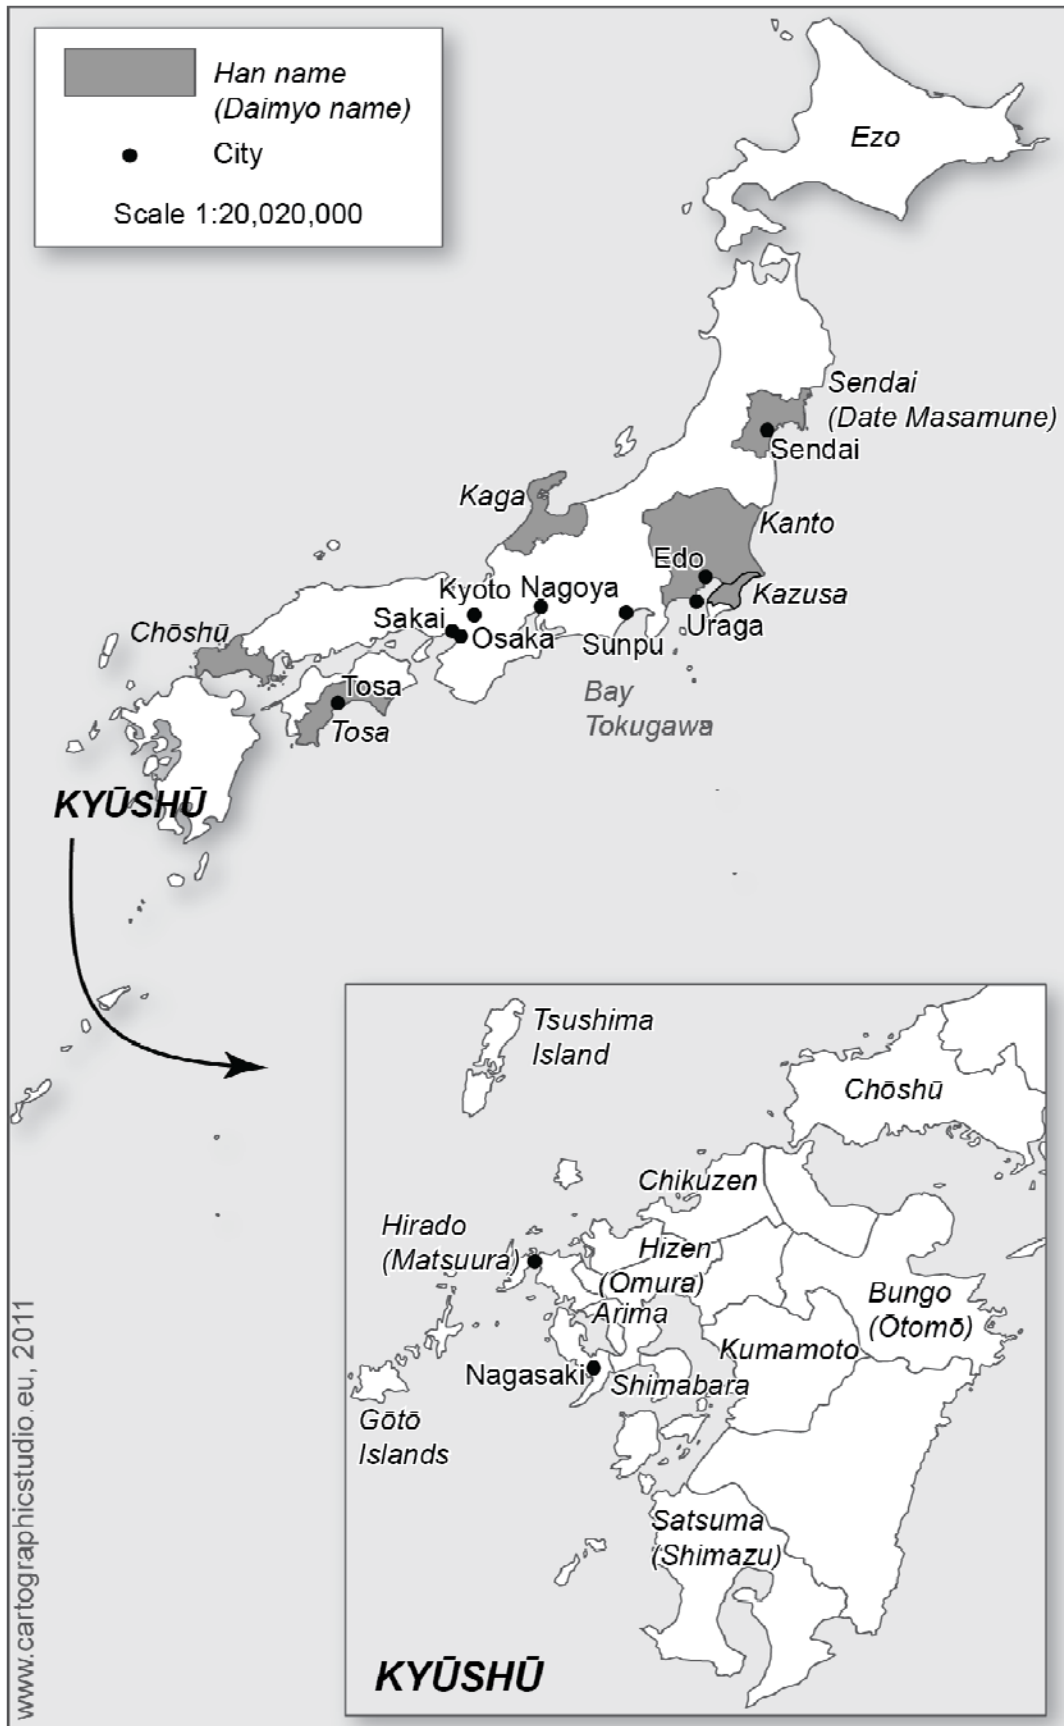 Han name
(Daimyo name)
City
Scale 1:20,020,000
Ezo
Sendai
(Date Masamune)
Sendai
Kaga
Kanto
Edo
Kazusa
Kyoto
Nagoya
Sakai
Osaka
Sunpu
Uraga
Chōshū
Tosa
Tosa
Bay
Tokugawa
KYŪSHŪ
Tsushima
Island
Chōshū
Chikuzen
Hirado
(Matsuura)
Hizen
(Omura)
Arima
Bungo
(Ōtomō)
Kumamoto
Nagasaki
Shimabara
Gōtō
Islands
Satsuma
(Shimazu)
KYŪSHŪ
www.cartographicstudio.eu, 2011